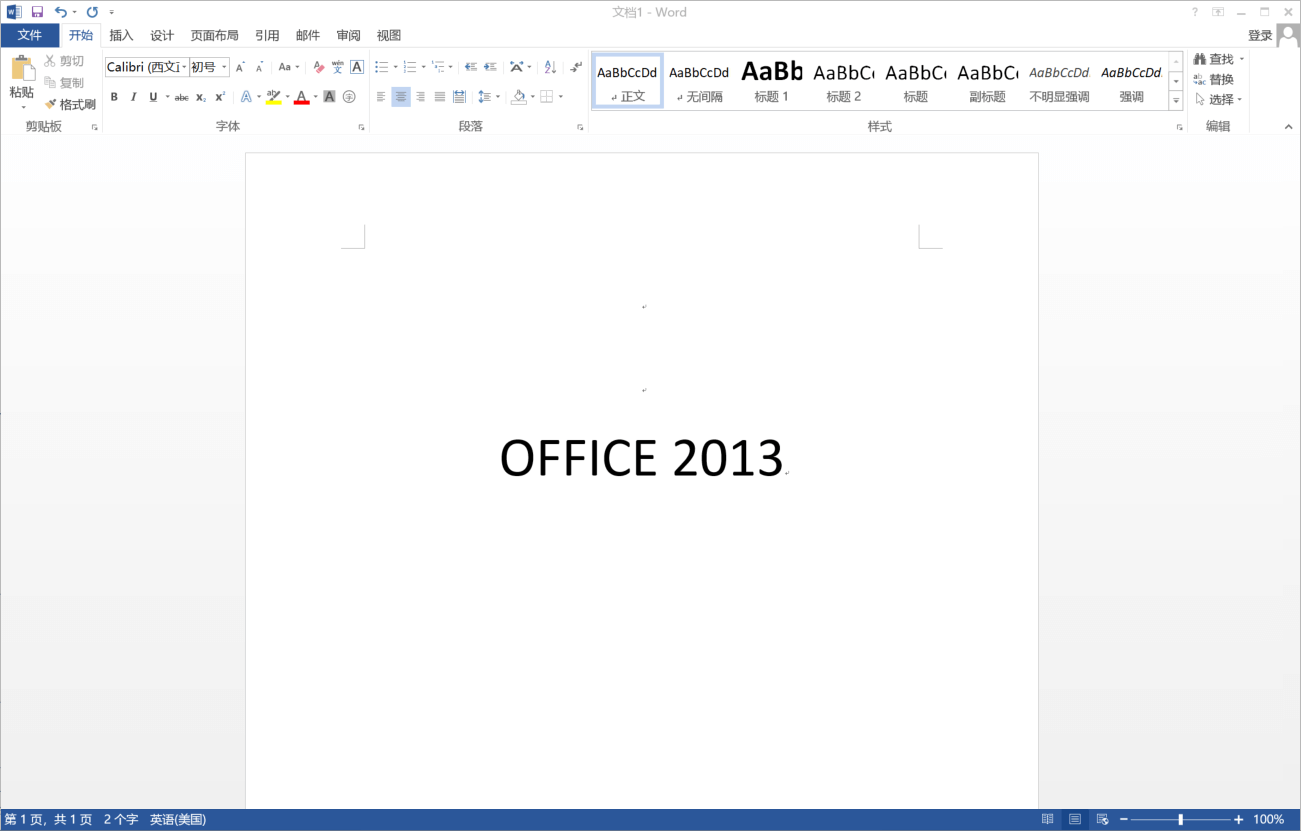 文档1 - Word
文件 开始 插入 设计 页面布局 引用 邮件 审阅 视图 登录
粘贴 剪切 复制 格式刷
剪贴板
Calibri (西文正 初号
字体
段落
AaBbCcDd AaBbCcDd AaBb AaBbC AaBbC AaBbC AaBbCcDd AaBbCcDd
正文 无间隔 标题 1 标题 2 标题 副标题 不明显强调 强调
样式
查找
替换
选择
编辑
OFFICE 2013
第 1 页，共 1 页 2 个字 英语(美国) 100%